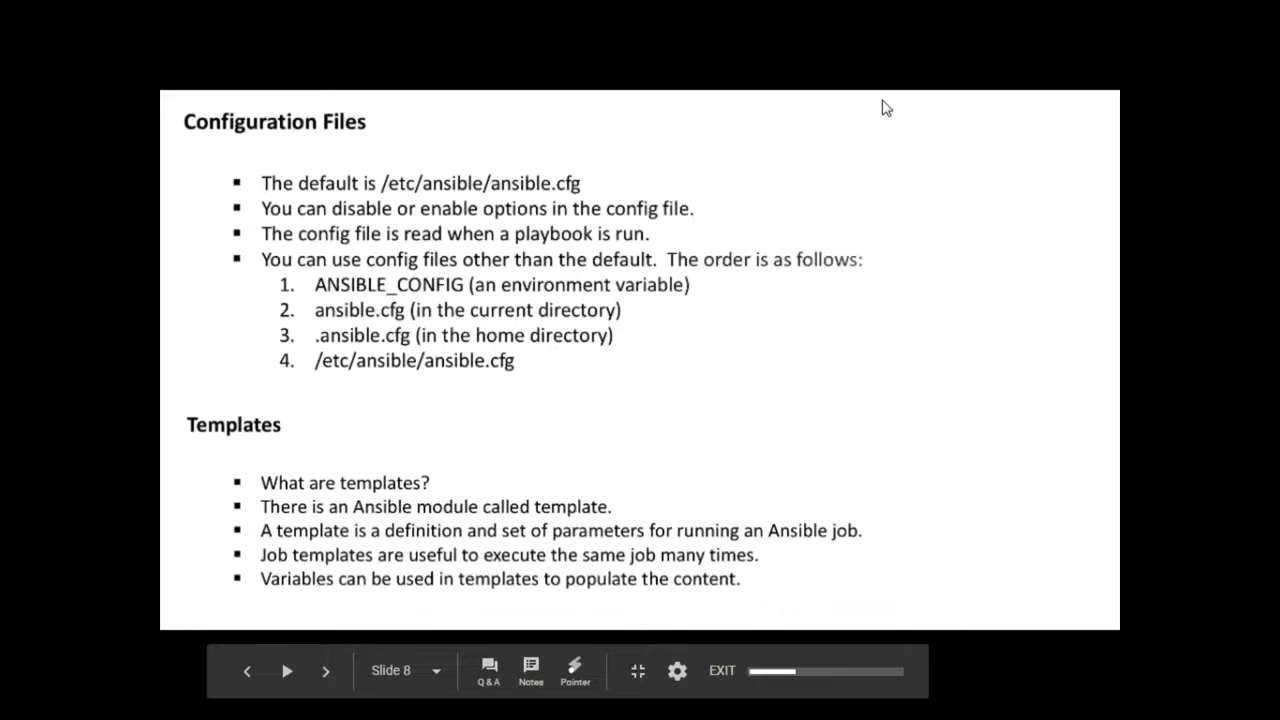 Configuration Files
▪ The default is /etc/ansible/ansible.cfg
▪ You can disable or enable options in the config file.
▪ The config file is read when a playbook is run.
▪ You can use config files other than the default. The order is as follows:
1. ANSIBLE_CONFIG (an environment variable)
2. ansible.cfg (in the current directory)
3. .ansible.cfg (in the home directory)
4. /etc/ansible/ansible.cfg
Templates
▪ What are templates?
▪ There is an Ansible module called template.
▪ A template is a definition and set of parameters for running an Ansible job.
▪ Job templates are useful to execute the same job many times.
▪ Variables can be used in templates to populate the content.
Slide 8
Q & A
Notes
Pointer
EXIT